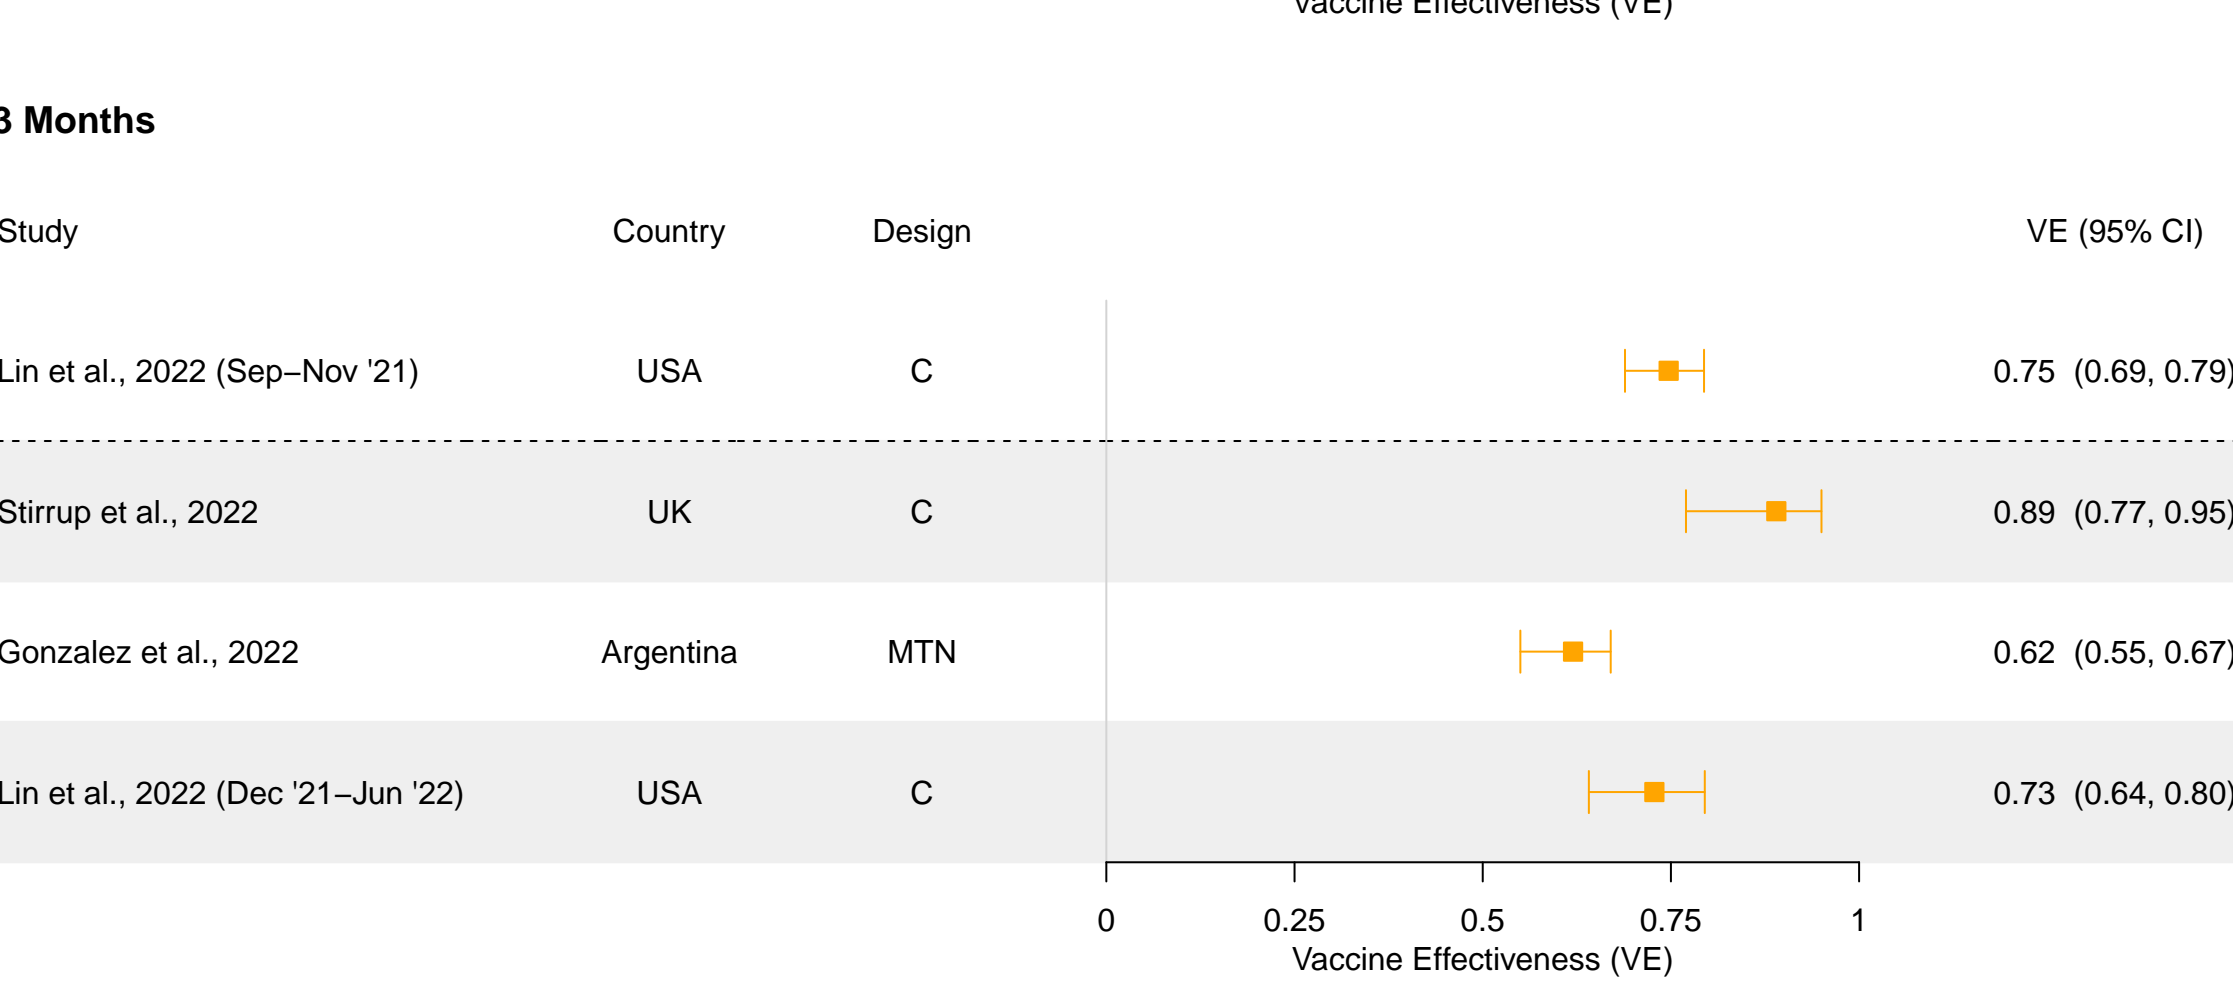 Vaccine Effectiveness (VE)
3 Months
Study Country Design VE (95% CI)
Lin et al., 2022 (Sep−Nov '21) USA C 0.75 (0.69, 0.79)
Stirrup et al., 2022 UK C 0.89 (0.77, 0.95)
Gonzalez et al., 2022 Argentina MTN 0.62 (0.55, 0.67)
Lin et al., 2022 (Dec '21−Jun '22) USA C 0.73 (0.64, 0.80)
0 0.25 0.5 0.75 1
Vaccine Effectiveness (VE)